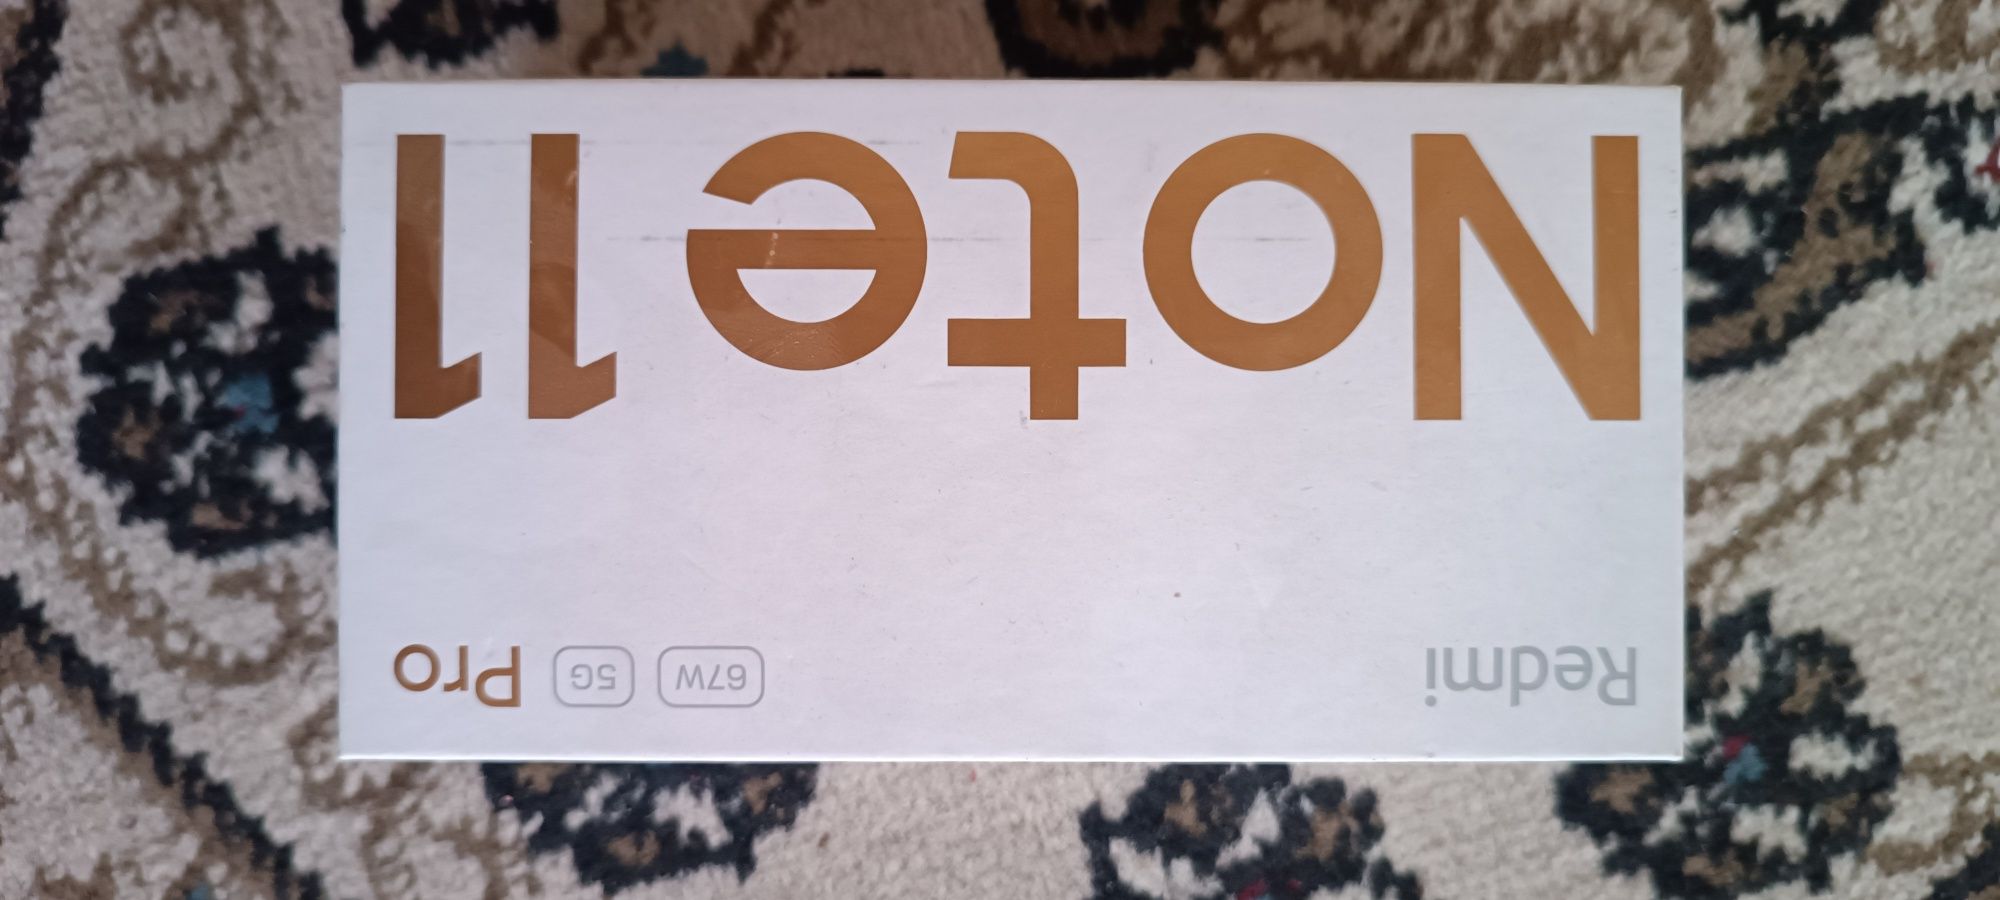 Redmi 67W 5G Pro
Note 11